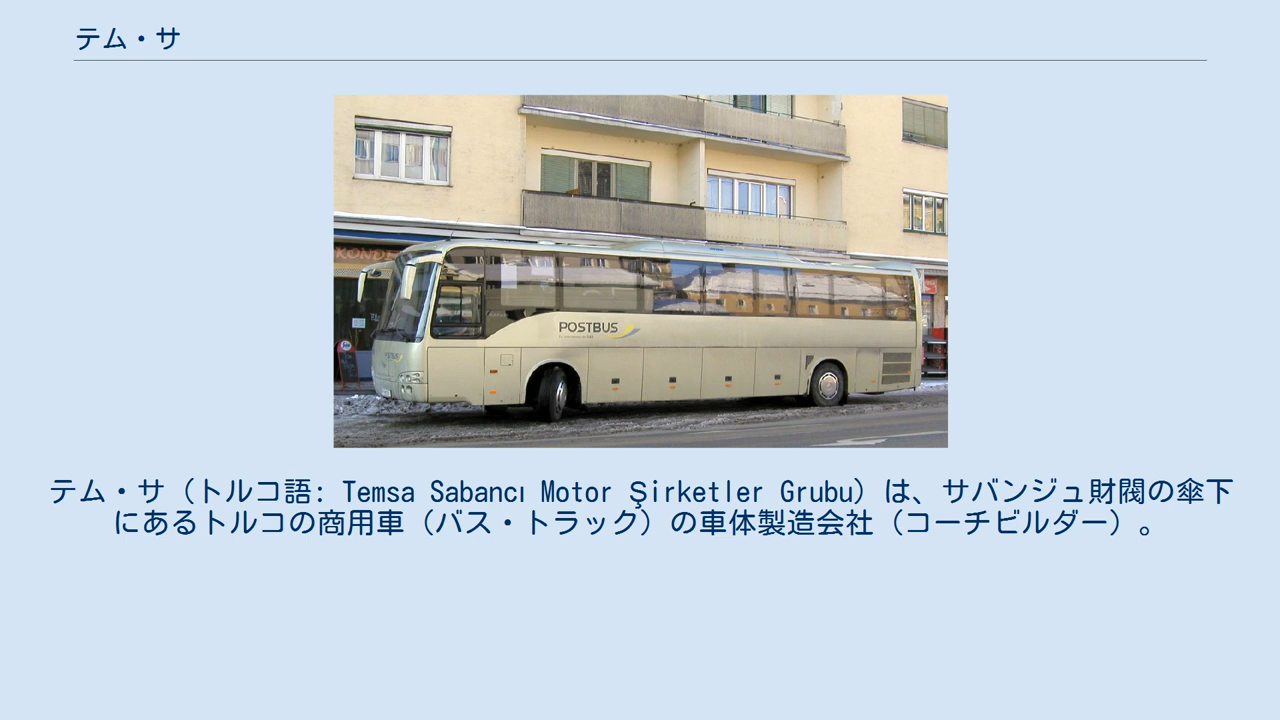 テム・サ
KOND
POSTBUS
テム・サ（トルコ語: Temsa Sabancı Motor Şirketler Grubu）は、サバンジュ財閥の傘下
にあるトルコの商用車（バス・トラック）の車体製造会社（コーチビルダー）。